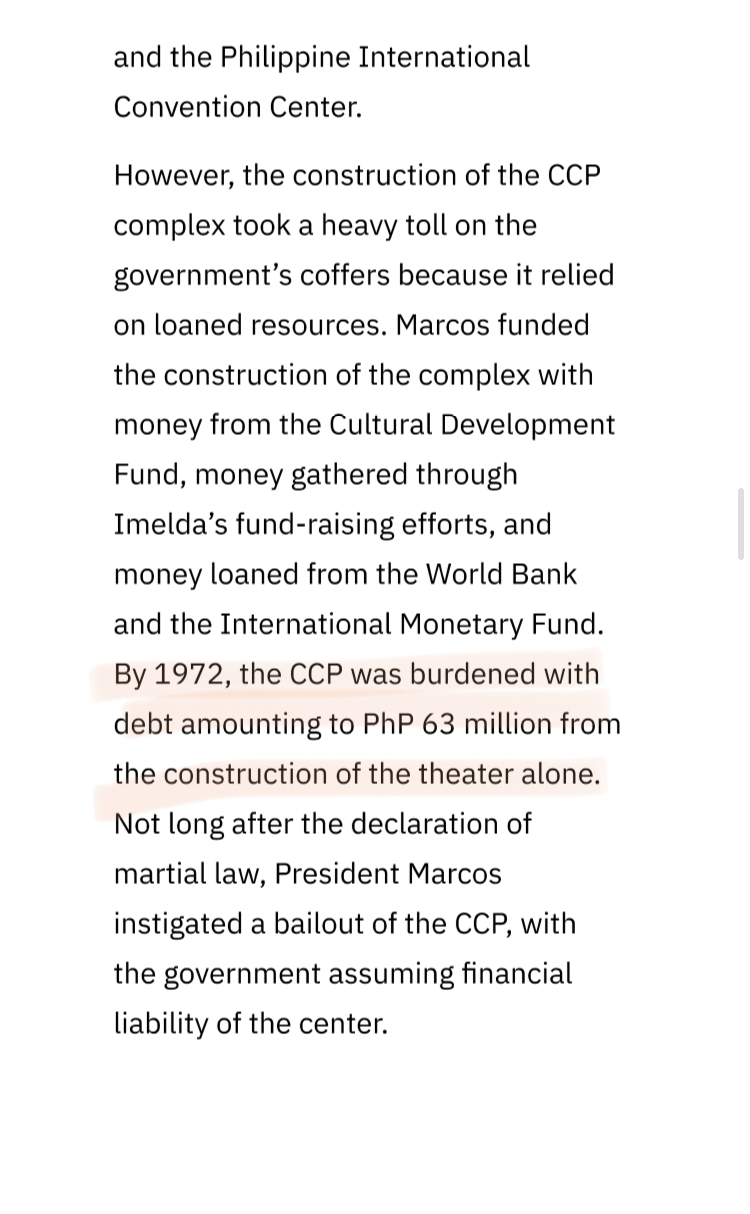 and the Philippine International
Convention Center.
However, the construction of the CCP
complex took a heavy toll on the
government’s coffers because it relied
on loaned resources. Marcos funded
the construction of the complex with
money from the Cultural Development
Fund, money gathered through
Imelda’s fund-raising efforts, and
money loaned from the World Bank
and the International Monetary Fund.
By 1972, the CCP was burdened with
debt amounting to PhP 63 million from
the construction of the theater alone.
Not long after the declaration of
martial law, President Marcos
instigated a bailout of the CCP, with
the government assuming financial
liability of the center.